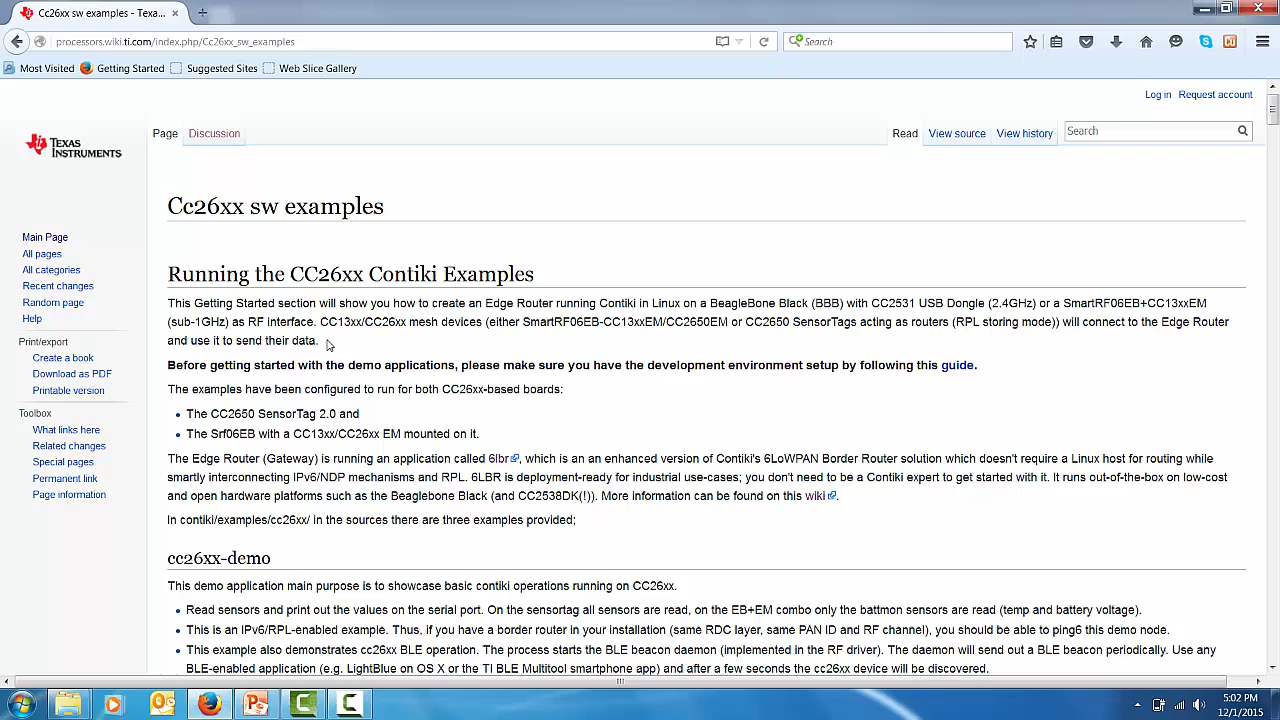 Cc26xx sw examples - Texa...
processors.wiki.ti.com/index.php/Cc26xx_sw_examples
Search
Most Visited
Getting Started
Suggested Sites
Web Slice Gallery
Log in
Request account
TEXAS
INSTRUMENTS
Page
Discussion
Read
View source
View history
Search
Cc26xx sw examples
Main Page
All pages
All categories
Recent changes
Random page
Help
Print/export
Create a book
Download as PDF
Printable version
Toolbox
What links here
Related changes
Special pages
Permanent link
Page information
Running the CC26xx Contiki Examples
This Getting Started section will show you how to create an Edge Router running Contiki in Linux on a BeagleBone Black (BBB) with CC2531 USB Dongle (2.4GHz) or a SmartRF06EB+CC13xxEM
(sub-1GHz) as RF interface. CC13xx/CC26xx mesh devices (either SmartRF06EB-CC13xxEM/CC2650EM or CC2650 SensorTags acting as routers (RPL storing mode)) will connect to the Edge Router
and use it to send their data.
Before getting started with the demo applications, please make sure you have the development environment setup by following this guide.
The examples have been configured to run for both CC26xx-based boards:
The CC2650 SensorTag 2.0 and
The Srf06EB with a CC13xx/CC26xx EM mounted on it.
The Edge Router (Gateway) is running an application called 6lbr, which is an an enhanced version of Contiki's 6LoWPAN Border Router solution which doesn't require a Linux host for routing while
smartly interconnecting IPv6/NDP mechanisms and RPL. 6LBR is deployment-ready for industrial use-cases; you don't need to be a Contiki expert to get started with it. It runs out-of-the-box on low-cost
and open hardware platforms such as the Beaglebone Black (and CC2538DK(!)). More information can be found on this wiki.
In contiki/examples/cc26xx/ in the sources there are three examples provided;
cc26xx-demo
This demo application main purpose is to showcase basic contiki operations running on CC26xx.
Read sensors and print out the values on the serial port. On the sensortag all sensors are read, on the EB+EM combo only the battmon sensors are read (temp and battery voltage).
This is an IPv6/RPL-enabled example. Thus, if you have a border router in your installation (same RDC layer, same PAN ID and RF channel), you should be able to ping6 this demo node.
This example also demonstrates cc26xx BLE operation. The process starts the BLE beacon daemon (implemented in the RF driver). The daemon will send out a BLE beacon periodically. Use any
BLE-enabled application (e.g. LightBlue on OS X or the TI BLE Multitool smartphone app) and after a few seconds the cc26xx device will be discovered.
5:02 PM
12/1/2015